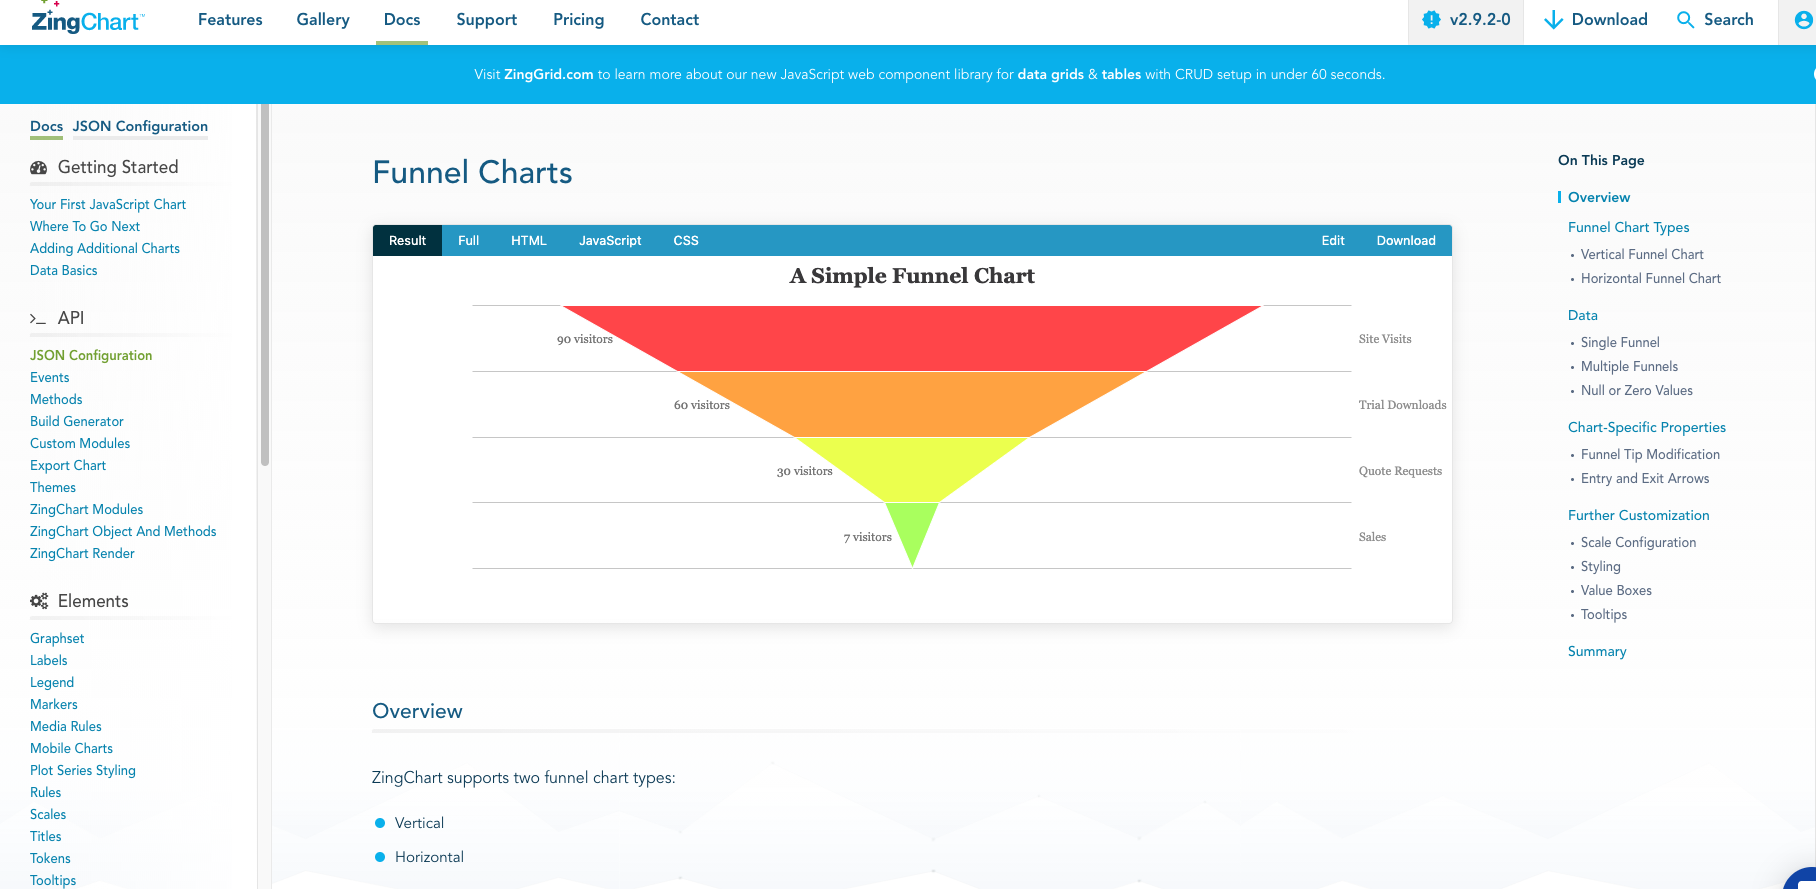 ZingChart™
Features
Gallery
Docs
Support
Pricing
Contact
v2.9.2-0
Download
Search
Visit ZingGrid.com to learn more about our new JavaScript web component library for data grids & tables with CRUD setup in under 60 seconds.
Docs
JSON Configuration
Getting Started
Your First JavaScript Chart
Where To Go Next
Adding Additional Charts
Data Basics
API
JSON Configuration
Events
Methods
Build Generator
Custom Modules
Export Chart
Themes
ZingChart Modules
ZingChart Object And Methods
ZingChart Render
Elements
Graphset
Labels
Legend
Markers
Media Rules
Mobile Charts
Plot Series Styling
Rules
Scales
Titles
Tokens
Tooltips
Funnel Charts
Result
Full
HTML
JavaScript
CSS
Edit
Download
A Simple Funnel Chart
90 visitors
Site Visits
60 visitors
Trial Downloads
30 visitors
Quote Requests
7 visitors
Sales
Overview
ZingChart supports two funnel chart types:
Vertical
Horizontal
On This Page
Overview
Funnel Chart Types
Vertical Funnel Chart
Horizontal Funnel Chart
Data
Single Funnel
Multiple Funnels
Null or Zero Values
Chart-Specific Properties
Funnel Tip Modification
Entry and Exit Arrows
Further Customization
Scale Configuration
Styling
Value Boxes
Tooltips
Summary